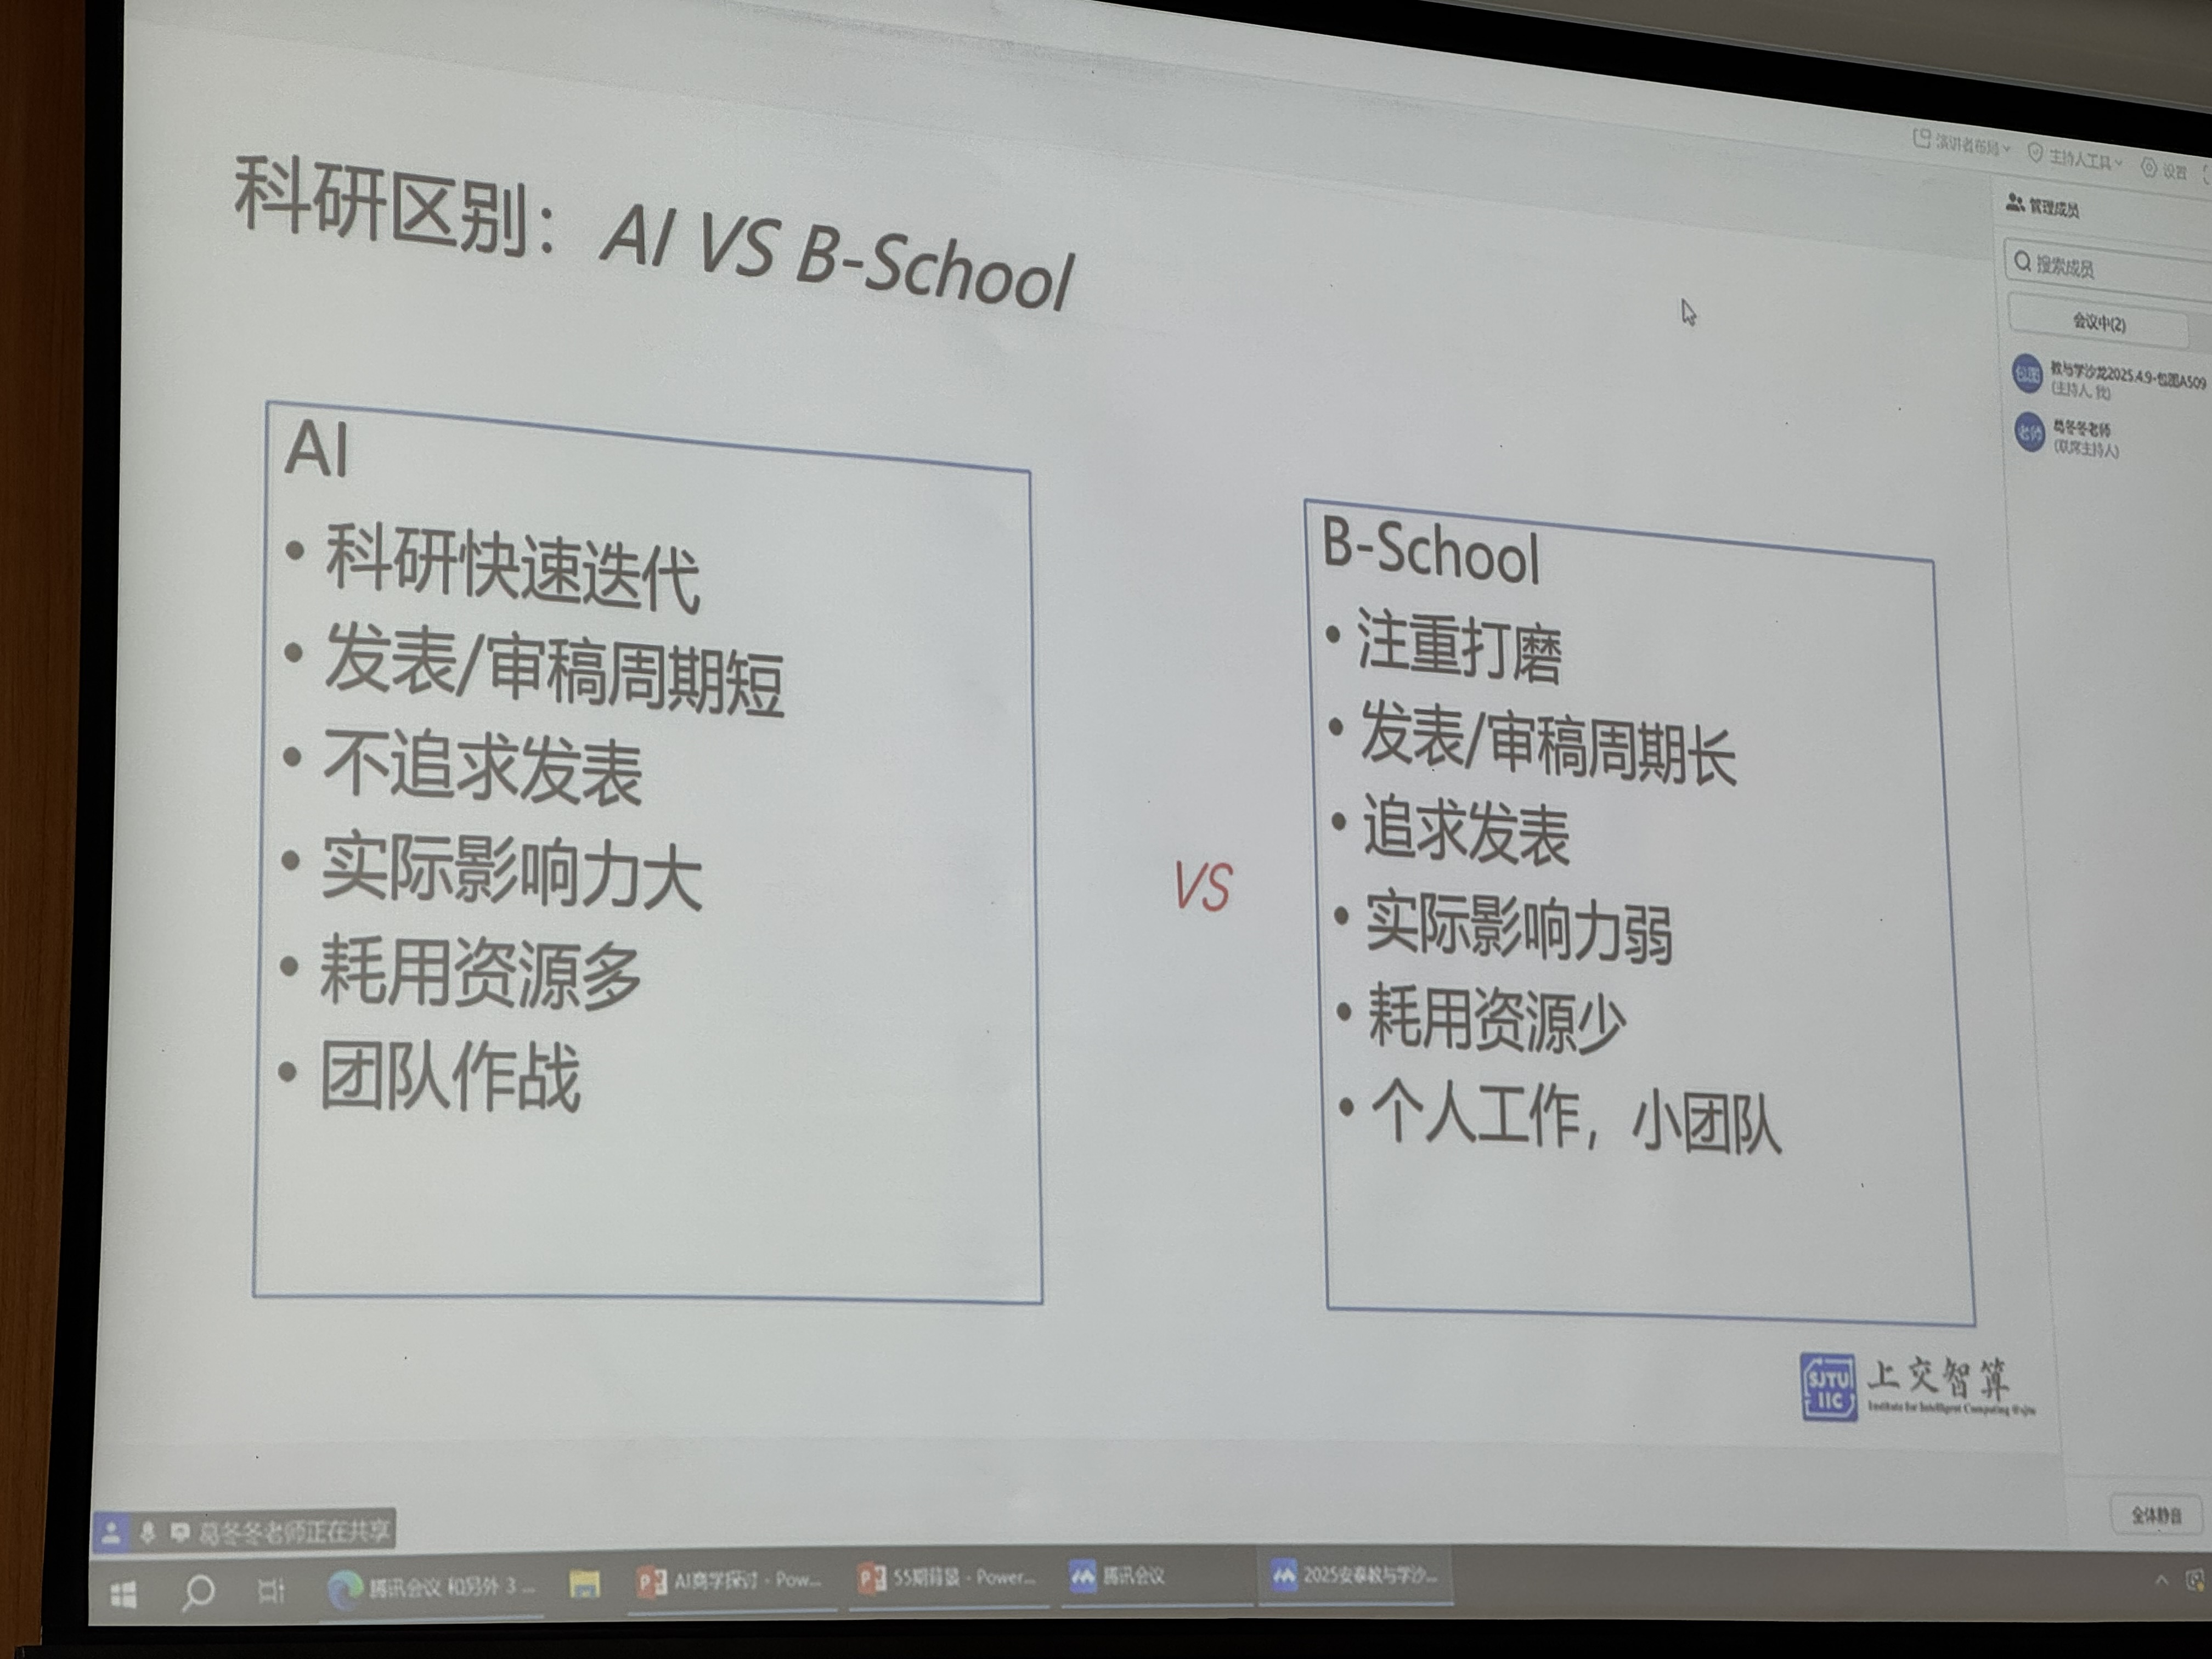 科研区别：AI VS B-School
AI
• 科研快速迭代
• 发表/审稿周期短
• 不追求发表
• 实际影响力大
• 耗用资源多
• 团队作战
VS
B-School
• 注重打磨
• 发表/审稿周期长
• 追求发表
• 实际影响力弱
• 耗用资源少
• 个人工作，小团队
SJTU
IIC
上交智算
Institute for Intelligent Computing @sjtu
演讲者布局
主持人工具
设置
管理成员
搜索成员
会议中(2)
包图
教与学沙龙2025.4.9-包图A509
(主持人, 我)
老师
葛冬冬老师
(联席主持人)
全体静音
葛冬冬老师正在共享
腾讯会议 和另外 3 ...
AI商学探讨 - Pow...
55期背景 - Power...
腾讯会议
2025安泰教与学沙...